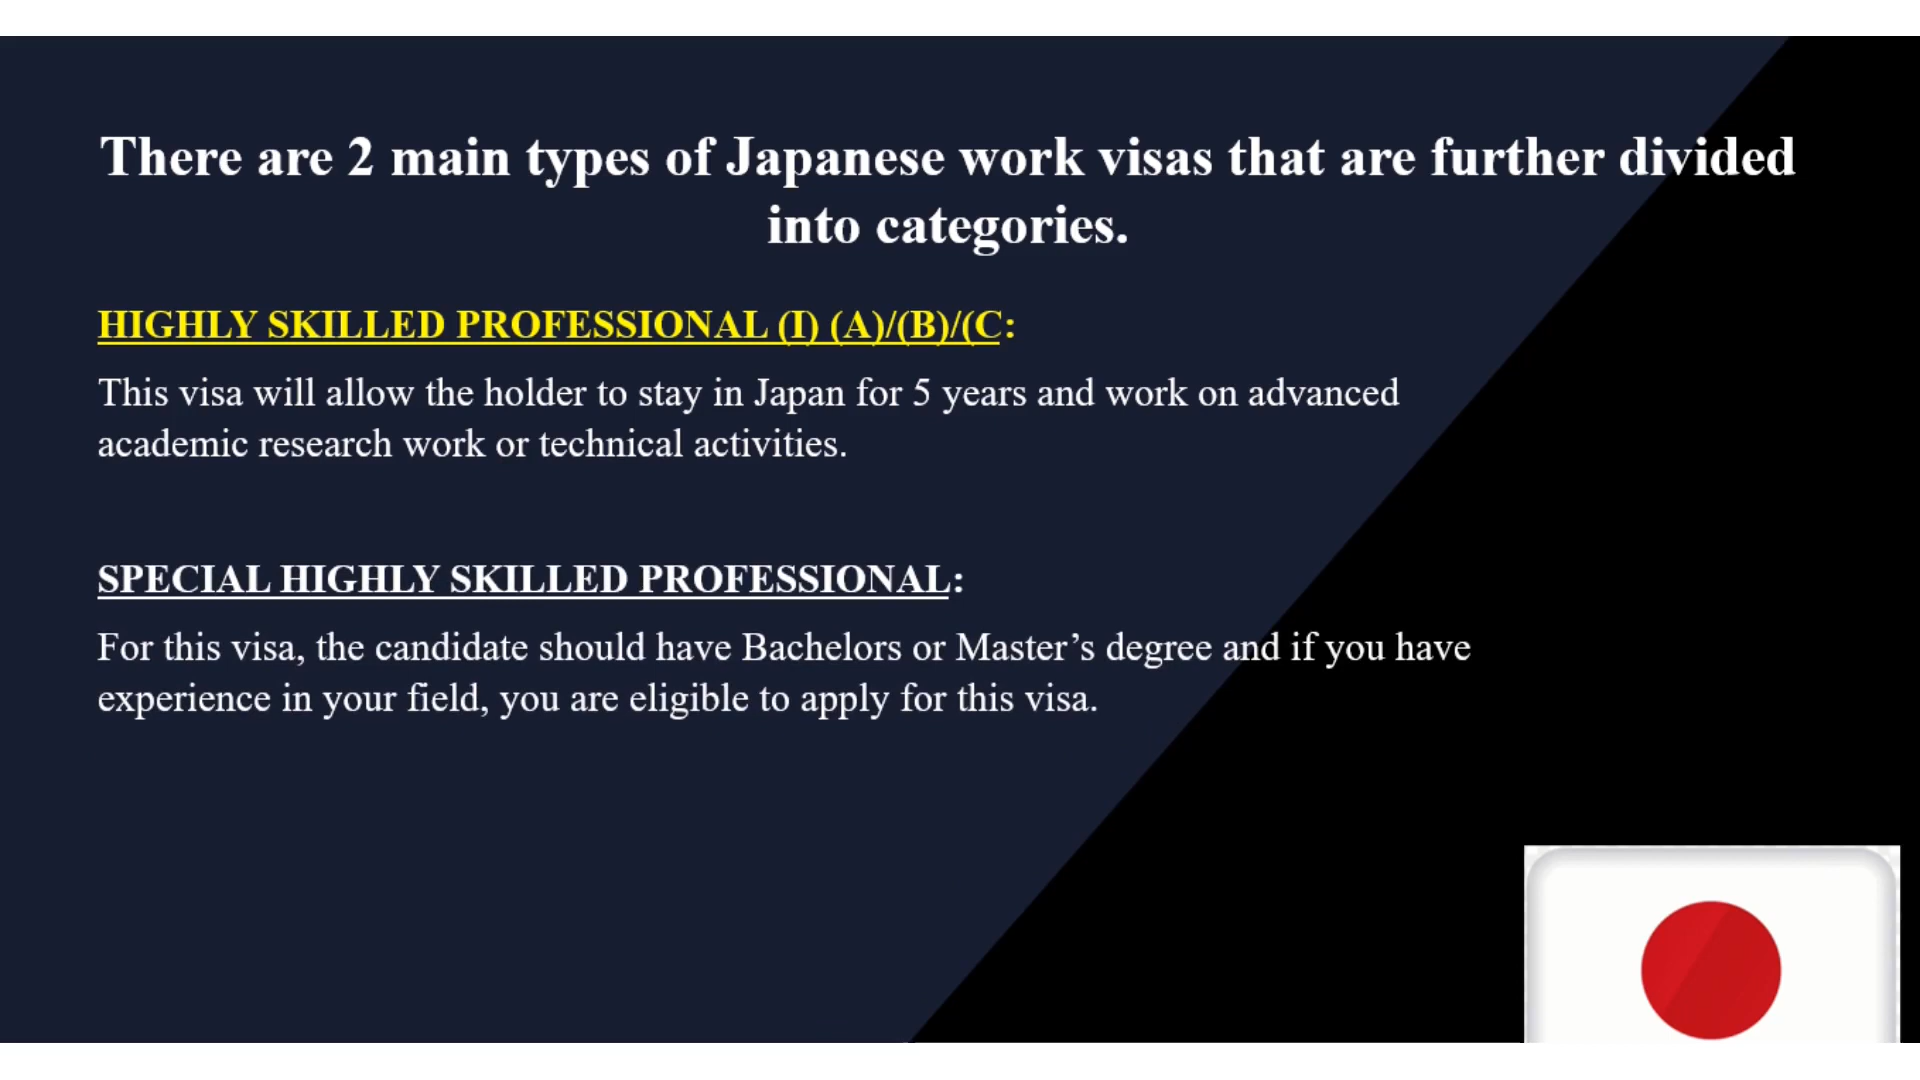 There are 2 main types of Japanese work visas that are further divided
into categories.
HIGHLY SKILLED PROFESSIONAL (I) (A)/(B)/(C:
This visa will allow the holder to stay in Japan for 5 years and work on advanced
academic research work or technical activities.
SPECIAL HIGHLY SKILLED PROFESSIONAL:
For this visa, the candidate should have Bachelors or Master’s degree and if you have
experience in your field, you are eligible to apply for this visa.